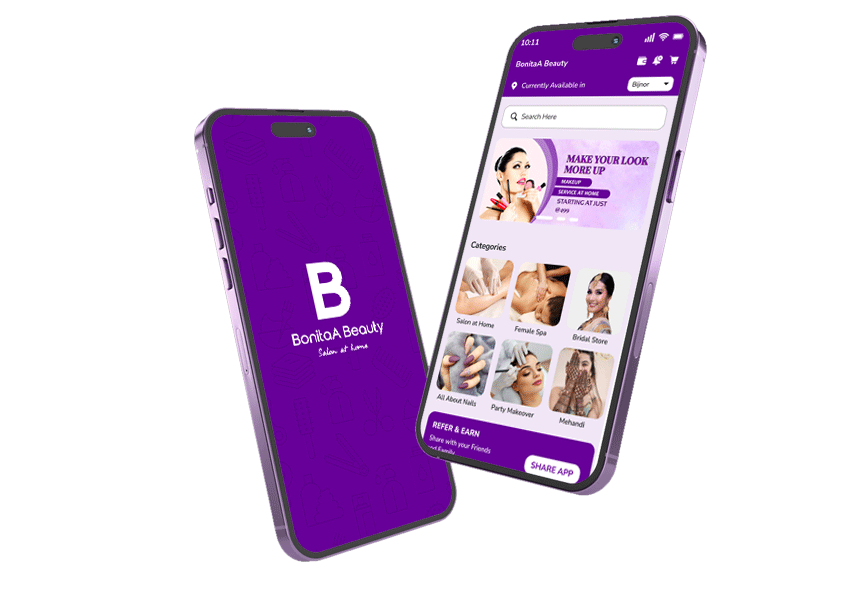 B
BonitaA Beauty
Salon at home
10:11
BonitaA Beauty
Currently Available in
Bijnor
Search Here
MAKE YOUR LOOK
MORE UP
MAKEUP
SERVICE AT HOME
STARTING AT JUST
Categories
Salon at Home
Female Spa
Bridal Store
All About Nails
Party Makeover
Mehandi
REFER & EARN
Share with your Friends
and Family
SHARE APP